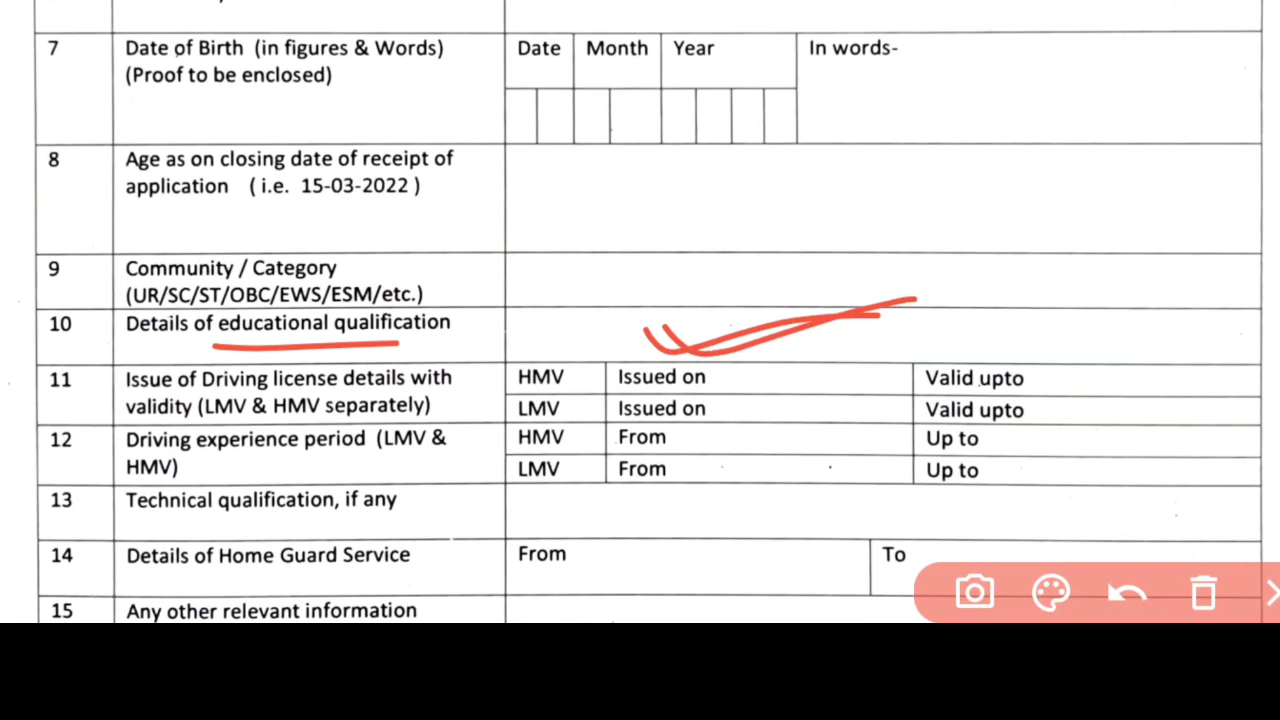 7 Date of Birth (in figures & Words) Date Month Year In words-
(Proof to be enclosed)
8 Age as on closing date of receipt of
application ( i.e. 15-03-2022 )
9 Community / Category
(UR/SC/ST/OBC/EWS/ESM/etc.)
10 Details of educational qualification
11 Issue of Driving license details with HMV Issued on Valid upto
validity (LMV & HMV separately) LMV Issued on Valid upto
12 Driving experience period (LMV & HMV From Up to
HMV) LMV From Up to
13 Technical qualification, if any
14 Details of Home Guard Service From To
15 Any other relevant information